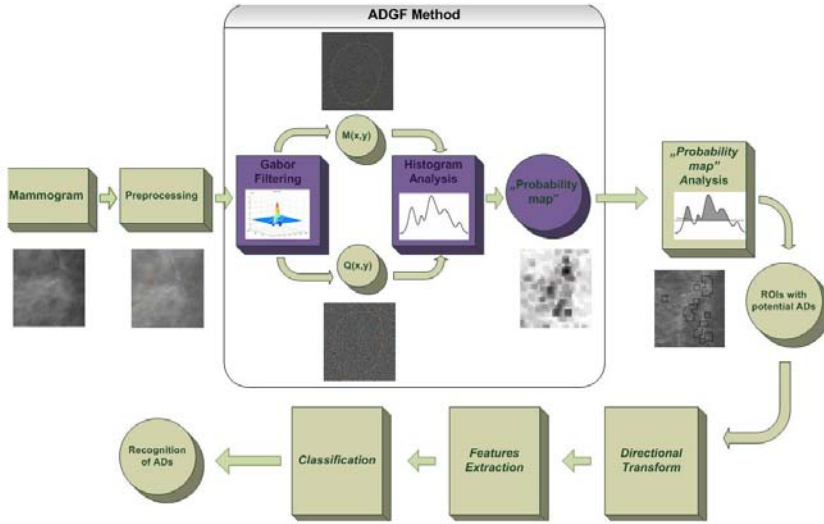 ADGF Method
Mammogram
Preprocessing
Gabor
Filtering
M(x,y)
Q(x,y)
Histogram
Analysis
„Probability
map”
„Probability
map”
Analysis
ROIs with
potential ADs
Directional
Transform
Features
Extraction
Classification
Recognition
of ADs